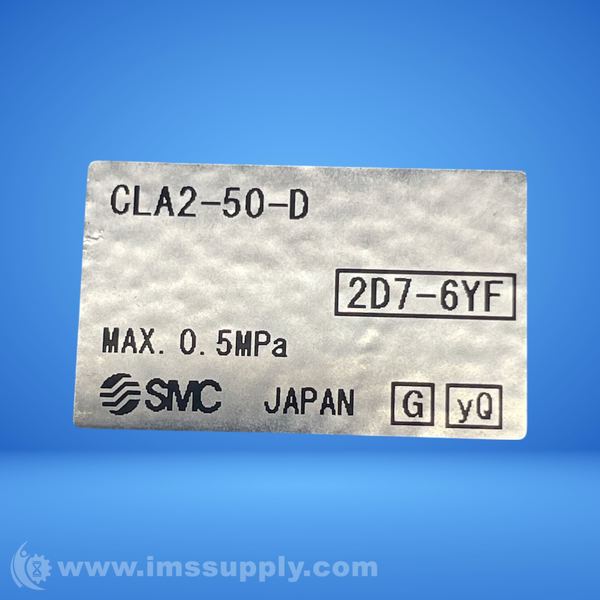 CLA2-50-D
2D7-6YF
MAX. 0.5MPa
SMC JAPAN G yQ
www.imssupply.com